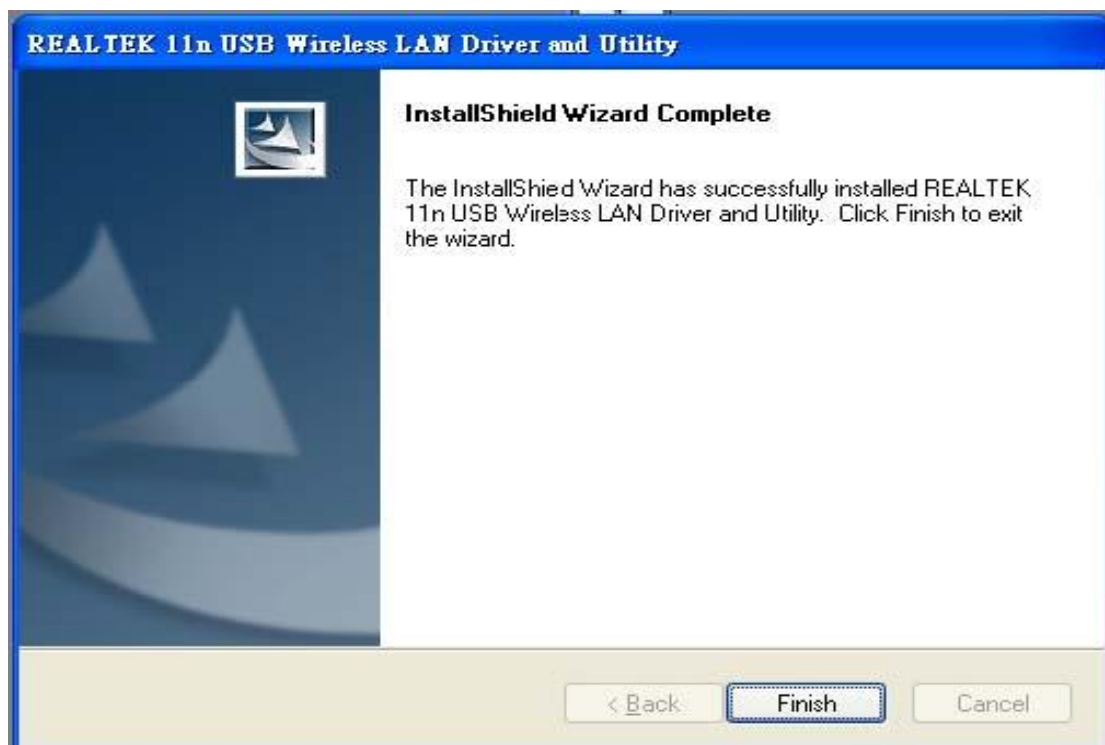 REALTEK 11n USB Wireless LAN Driver and Utility
InstallShield Wizard Complete
The InstallShied Wizard has successfully installed REALTEK
11n USB Wireless LAN Driver and Utility.  Click Finish to exit
the wizard.
< Back
Finish
Cancel